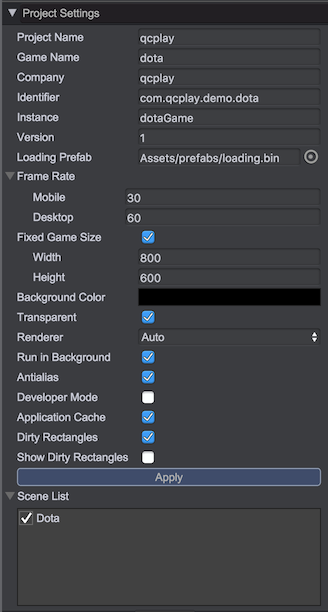 Project Settings
Project Name qcplay
Game Name dota
Company qcplay
Identifier com.qcplay.demo.dota
Instance dotaGame
Version 1
Loading Prefab Assets/prefabs/loading.bin
Frame Rate
Mobile 30
Desktop 60
Fixed Game Size
Width 800
Height 600
Background Color
Transparent
Renderer Auto
Run in Background
Antialias
Developer Mode
Application Cache
Dirty Rectangles
Show Dirty Rectangles
Apply
Scene List
Dota